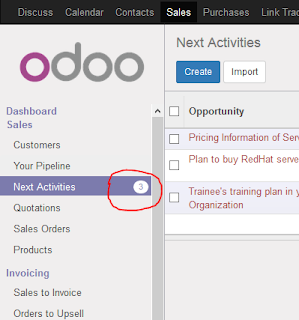 Discuss Calendar Contacts Sales Purchases Link Trac
odoo
Next Activities
Create Import
Dashboard
Sales
Customers
Your Pipeline
Next Activities 3
Quotations
Sales Orders
Products
Invoicing
Sales to Invoice
Orders to Upsell
Opportunity
Pricing Information of Serv
Plan to buy RedHat serve
Trainee's training plan in y
Organization